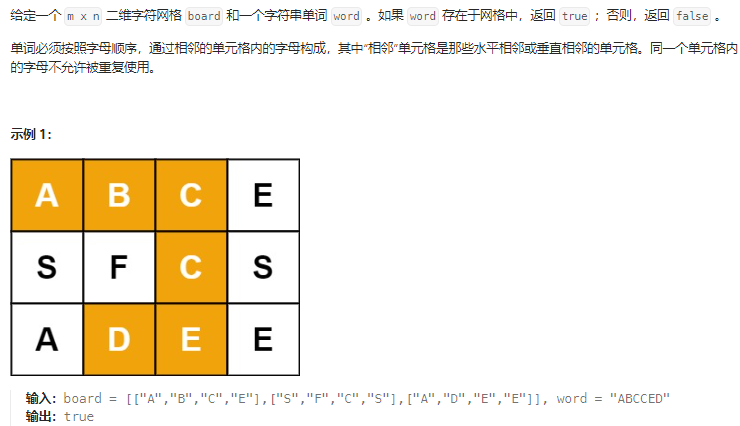 给定一个 m x n 二维字符网格 board 和一个字符串单词 word 。如果 word 存在于网格中，返回 true ；否则，返回 false 。
单词必须按照字母顺序，通过相邻的单元格内的字母构成，其中“相邻”单元格是那些水平相邻或垂直相邻的单元格。同一个单元格内
的字母不允许被重复使用。
示例 1：
A B C E
S F C S
A D E E
输入：board = [["A","B","C","E"],["S","F","C","S"],["A","D","E","E"]], word = "ABCCED"
输出：true